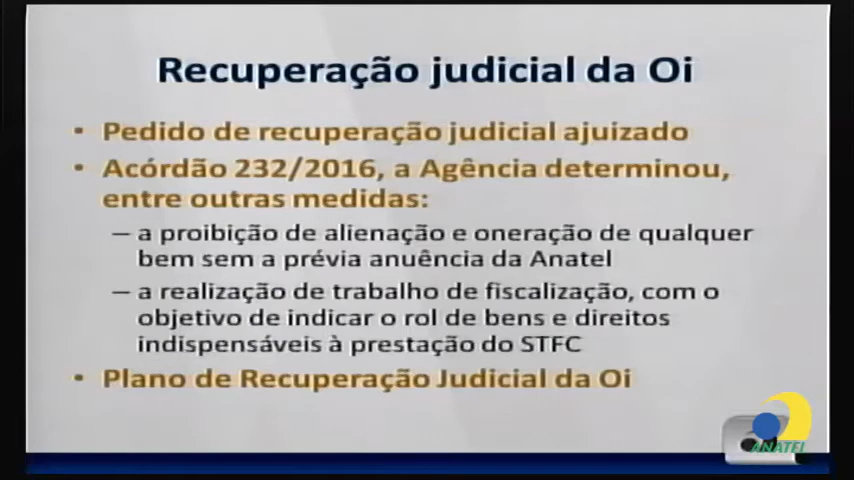 Recuperação judicial da Oi
• Pedido de recuperação judicial ajuizado
• Acórdão 232/2016, a Agência determinou,
entre outras medidas:
– a proibição de alienação e oneração de qualquer
bem sem a prévia anuência da Anatel
– a realização de trabalho de fiscalização, com o
objetivo de indicar o rol de bens e direitos
indispensáveis à prestação do STFC
• Plano de Recuperação Judicial da Oi
ANATEL